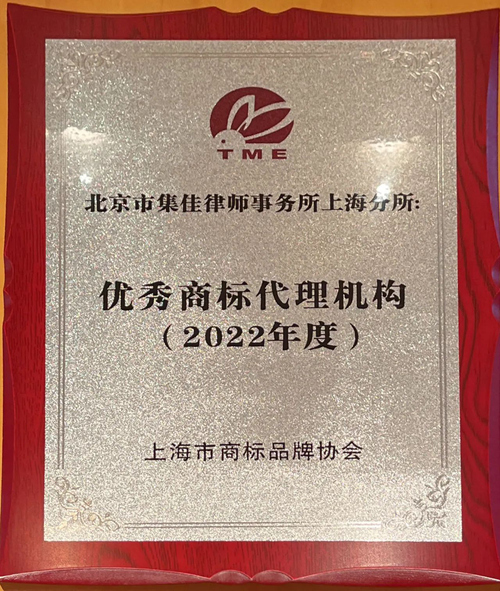 TME
北京市集佳律师事务所上海分所:
优秀商标代理机构
（2022年度）
上海市商标品牌协会